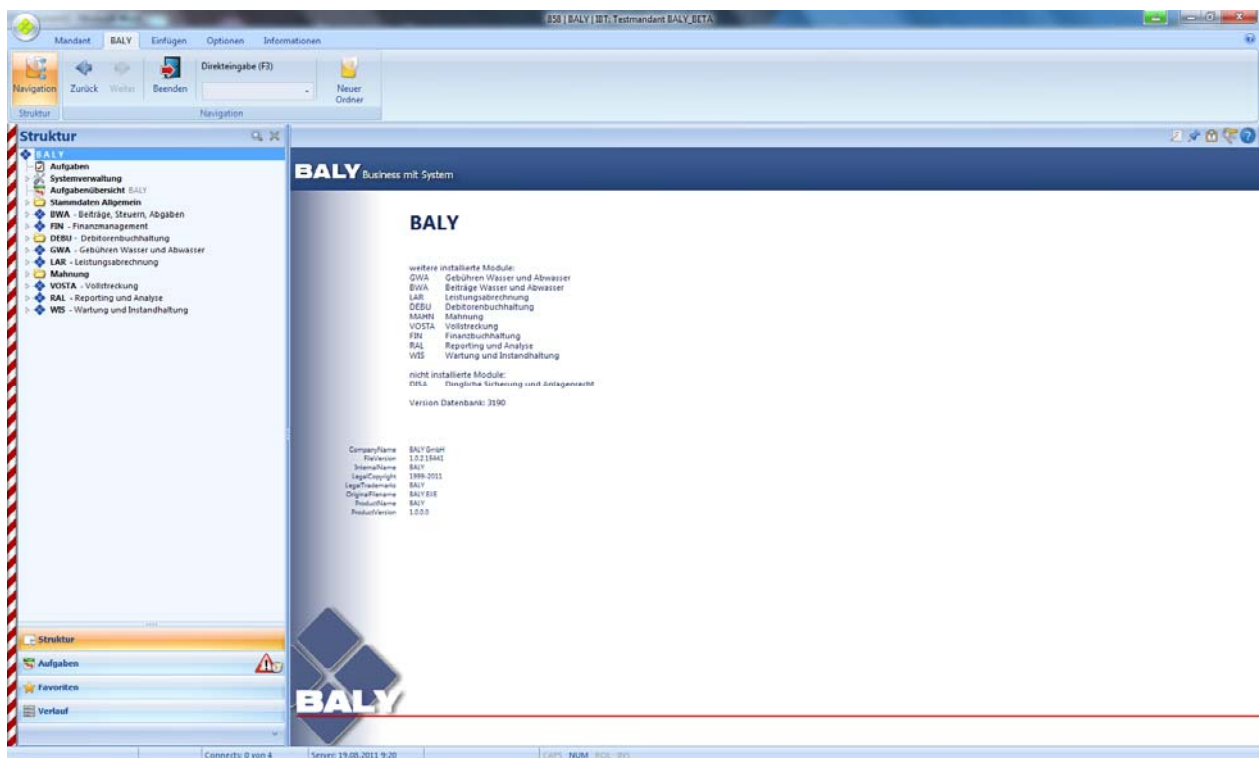 858 | BALY | IBT: Testmandant BALY_BETA
Mandant BALY Einfügen Optionen Informationen
Navigation Zurück Weiter Beenden Direkteingabe (F3) Neuer
Ordner
Struktur Navigation
Struktur
BALY
Aufgaben
Systemverwaltung
Aufgabenübersicht BALY
Stammdaten Allgemein
BWA - Beiträge, Steuern, Abgaben
FIN - Finanzmanagement
DEBU - Debitorenbuchhaltung
GWA - Gebühren Wasser und Abwasser
LAR - Leistungsabrechnung
Mahnung
VOSTA - Vollstreckung
RAL - Reporting und Analyse
WIS - Wartung und Instandhaltung
Struktur
Aufgaben
Favoriten
Verlauf
BALY Business mit System
BALY
weitere installierte Module:
GWA Gebühren Wasser und Abwasser
BWA Beiträge Wasser und Abwasser
LAR Leistungsabrechnung
DEBU Debitorenbuchhaltung
MAHN Mahnung
VOSTA Vollstreckung
FIN Finanzbuchhaltung
RAL Reporting und Analyse
WIS Wartung und Instandhaltung
nicht installierte Module:
DISA Dingliche Sicherung und Anlagenrecht
Version Datenbank: 3190
CompanyName BALY GmbH
FileVersion 1.0.2.15441
InternalName BALY
LegalCopyright 1999-2011
LegalTrademarks BALY
OriginalFilename BALY.EXE
ProductName BALY
ProductVersion 1.0.0.0
BALY
Connects: 0 von 4 Server: 19.08.2011 9:20 CAPS NUM